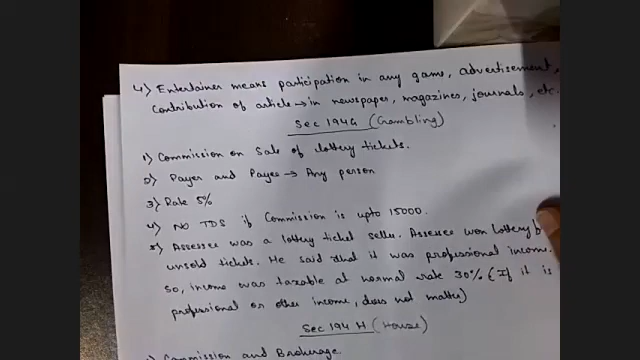 4) Entertainer means participation in any game, advertisement,
contribution of article → in newspaper, magazines, journals, etc.
Sec 194G (Gambling)
1) Commission on Sale of lottery tickets.
2) Payer and Payee → Any person
3) Rate 5%
4) No TDS if Commission is upto 15000.
5) Assessee was a lottery ticket seller. Assessee won lottery
unsold tickets. He said that it was professional income.
So, income was taxable at normal rate 30% (If it is
professional or other income, does not matter)
Sec 194 H (House)
1) Commission and Brokerage.